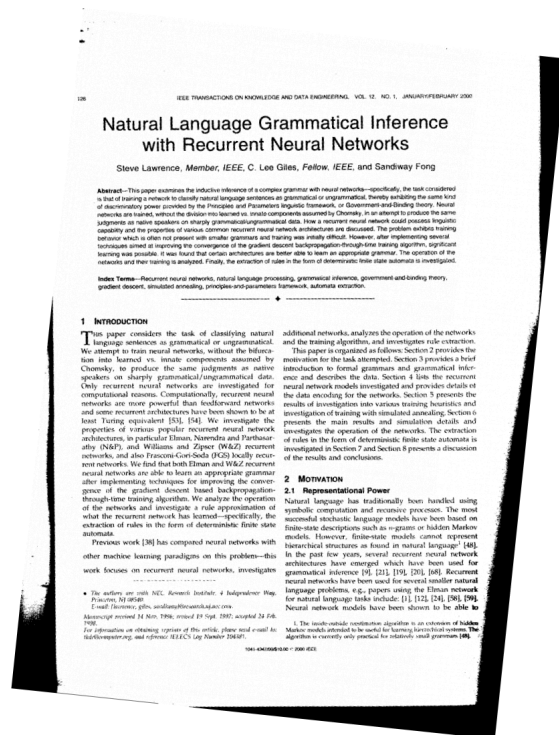 126
IEEE TRANSACTIONS ON KNOWLEDGE AND DATA ENGINEERING, VOL. 12, NO. 1, JANUARY/FEBRUARY 2000
Natural Language Grammatical Inference
with Recurrent Neural Networks
Steve Lawrence, Member, IEEE, C. Lee Giles, Fellow, IEEE, and Sandiway Fong
Abstract—This paper examines the inductive inference of a complex grammar with neural networks—specifically, the task considered
is that of training a network to classify natural language sentences as grammatical or ungrammatical, thereby exhibiting the same kind
of discriminatory power provided by the Principles and Parameters linguistic framework, or Government-and-Binding theory. Neural
networks are trained, without the division into learned vs. innate components assumed by Chomsky, in an attempt to produce the same
judgments as native speakers on sharply grammatical/ungrammatical data. How a recurrent neural network could possess linguistic
capability and the properties of various common recurrent neural network architectures are discussed. The problem exhibits training
behavior which is often not present with smaller grammars and training was initially difficult. However, after implementing several
techniques aimed at improving the convergence of the gradient descent backpropagation-through-time training algorithm, significant
learning was possible. It was found that certain architectures are better able to learn an appropriate grammar. The operation of the
networks and their training is analyzed. Finally, the extraction of rules in the form of deterministic finite state automata is investigated.
Index Terms—Recurrent neural networks, natural language processing, grammatical inference, government-and-binding theory,
gradient descent, simulated annealing, principles-and-parameters framework, automata extraction.
1 INTRODUCTION
THIS paper considers the task of classifying natural
language sentences as grammatical or ungrammatical.
We attempt to train neural networks, without the bifurca-
tion into learned vs. innate components assumed by
Chomsky, to produce the same judgments as native
speakers on sharply grammatical/ungrammatical data.
Only recurrent neural networks are investigated for
computational reasons. Computationally, recurrent neural
networks are more powerful than feedforward networks
and some recurrent architectures have been shown to be at
least Turing equivalent [53], [54]. We investigate the
properties of various popular recurrent neural network
architectures, in particular Elman, Narendra and Parthasar-
athy (N&P), and Williams and Zipser (W&Z) recurrent
networks, and also Frasconi-Gori-Soda (FGS) locally recur-
rent networks. We find that both Elman and W&Z recurrent
neural networks are able to learn an appropriate grammar
after implementing techniques for improving the conver-
gence of the gradient descent based backpropagation-
through-time training algorithm. We analyze the operation
of the networks and investigate a rule approximation of
what the recurrent network has learned—specifically, the
extraction of rules in the form of deterministic finite state
automata.
Previous work [38] has compared neural networks with
other machine learning paradigms on this problem—this
work focuses on recurrent neural networks, investigates
• The authors are with NEC Research Institute, 4 Independence Way,
Princeton, NJ 08540.
E-mail: {lawrence, giles, sandiway}@research.nj.nec.com.
Manuscript received 14 Nov. 1996; revised 19 Sept. 1997; accepted 24 Feb.
1998.
For information on obtaining reprints of this article, please send e-mail to:
tkde@computer.org, and reference IEEECS Log Number 104381.
additional networks, analyzes the operation of the networks
and the training algorithm, and investigates rule extraction.
This paper is organized as follows: Section 2 provides the
motivation for the task attempted. Section 3 provides a brief
introduction to formal grammars and grammatical infer-
ence and describes the data. Section 4 lists the recurrent
neural network models investigated and provides details of
the data encoding for the networks. Section 5 presents the
results of investigation into various training heuristics and
investigation of training with simulated annealing. Section 6
presents the main results and simulation details and
investigates the operation of the networks. The extraction
of rules in the form of deterministic finite state automata is
investigated in Section 7 and Section 8 presents a discussion
of the results and conclusions.
2 MOTIVATION
2.1 Representational Power
Natural language has traditionally been handled using
symbolic computation and recursive processes. The most
successful stochastic language models have been based on
finite-state descriptions such as n-grams or hidden Markov
models. However, finite-state models cannot represent
hierarchical structures as found in natural language¹ [48].
In the past few years, several recurrent neural network
architectures have emerged which have been used for
grammatical inference [9], [21], [19], [20], [68]. Recurrent
neural networks have been used for several smaller natural
language problems, e.g., papers using the Elman network
for natural language tasks include: [1], [12], [24], [58], [59].
Neural network models have been shown to be able to
1. The inside-outside reestimation algorithm is an extension of hidden
Markov models intended to be useful for learning hierarchical systems. The
algorithm is currently only practical for relatively small grammars [48].
1041-4347/00/$10.00 © 2000 IEEE